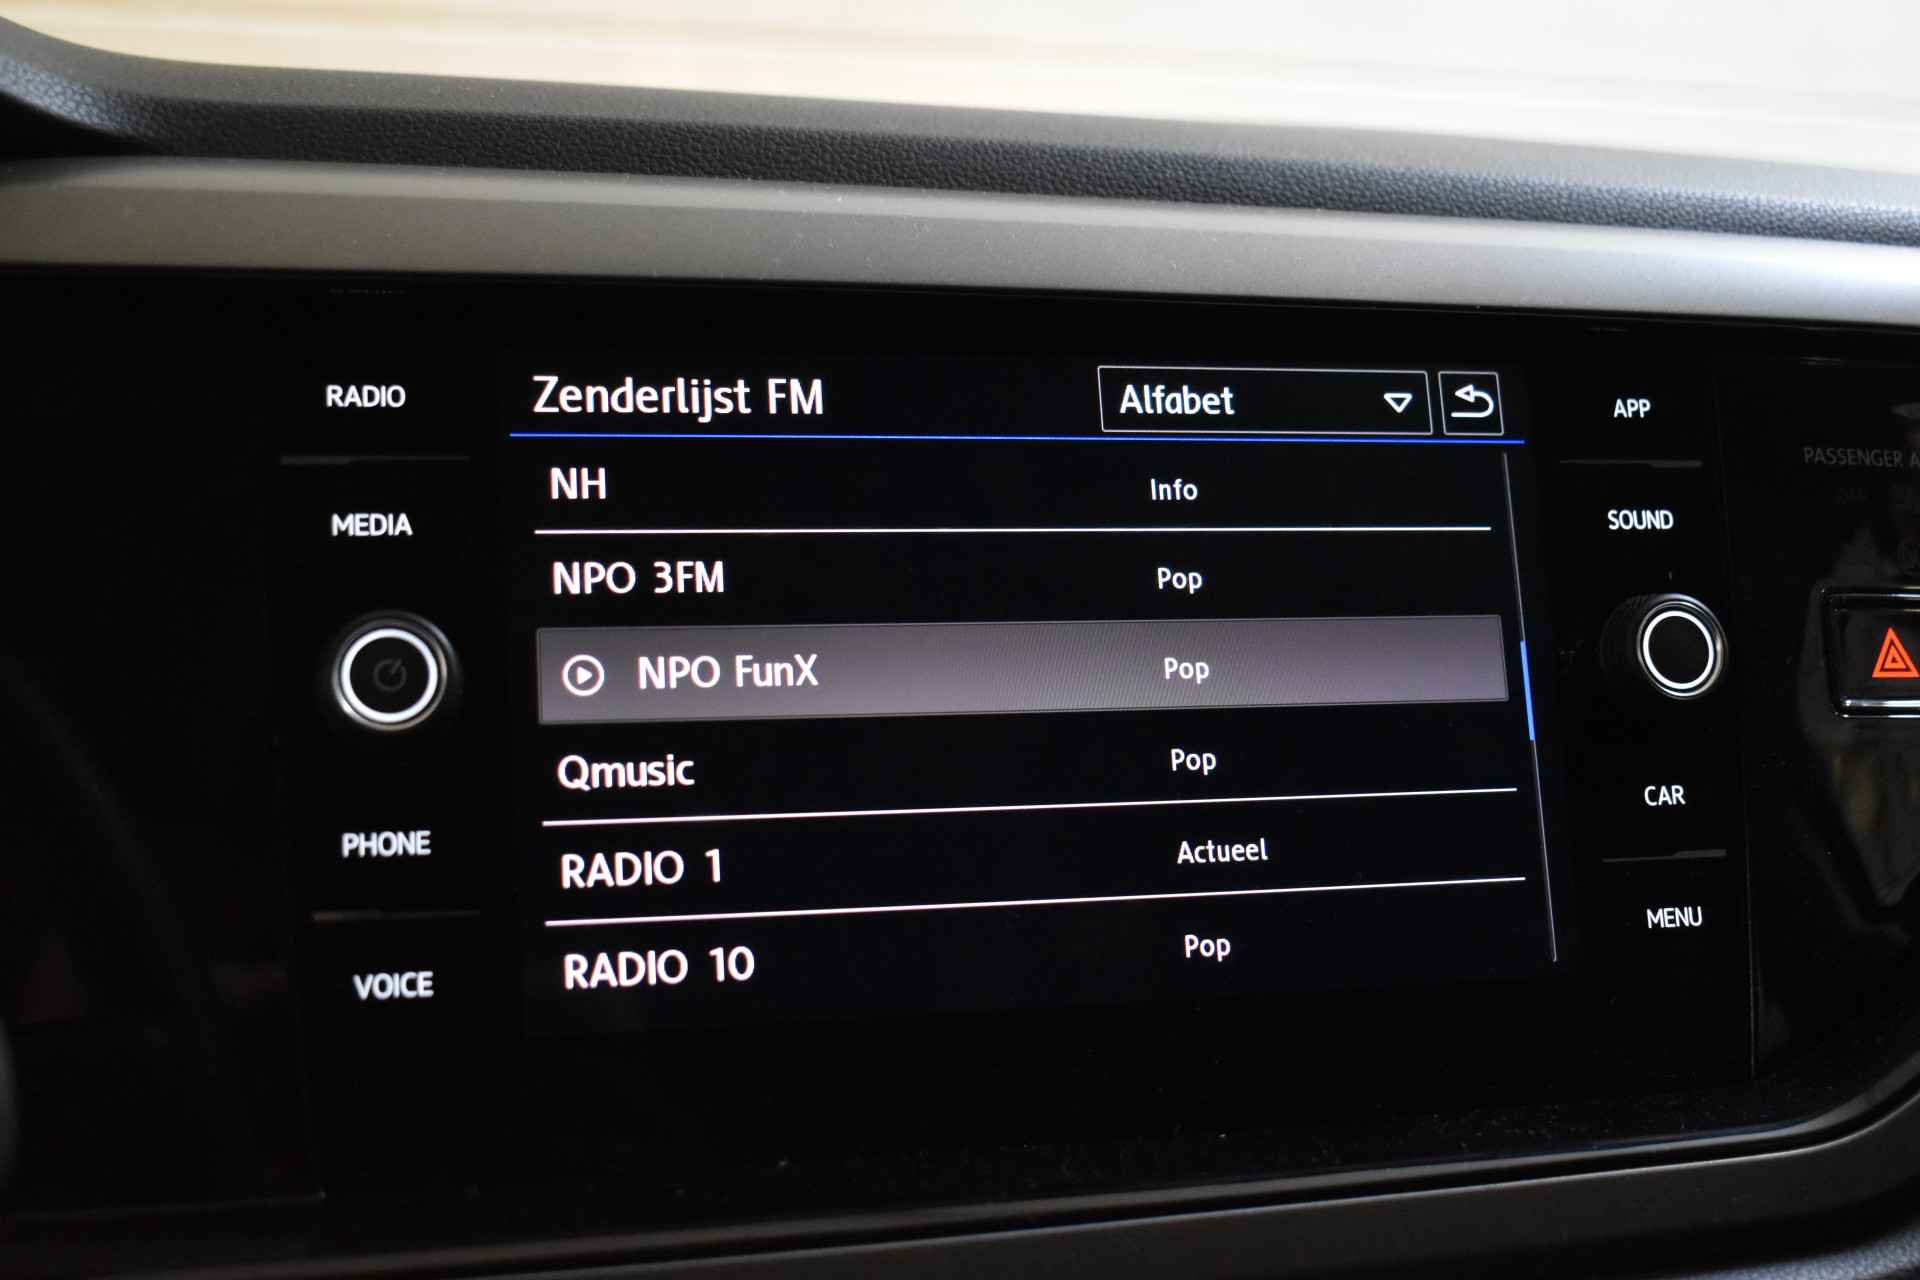 RADIO
MEDIA
PHONE
VOICE
Zenderlijst FM
Alfabet
NH Info
NPO 3FM Pop
NPO FunX Pop
Qmusic Pop
RADIO 1 Actueel
RADIO 10 Pop
APP
SOUND
CAR
MENU
PASSENGER